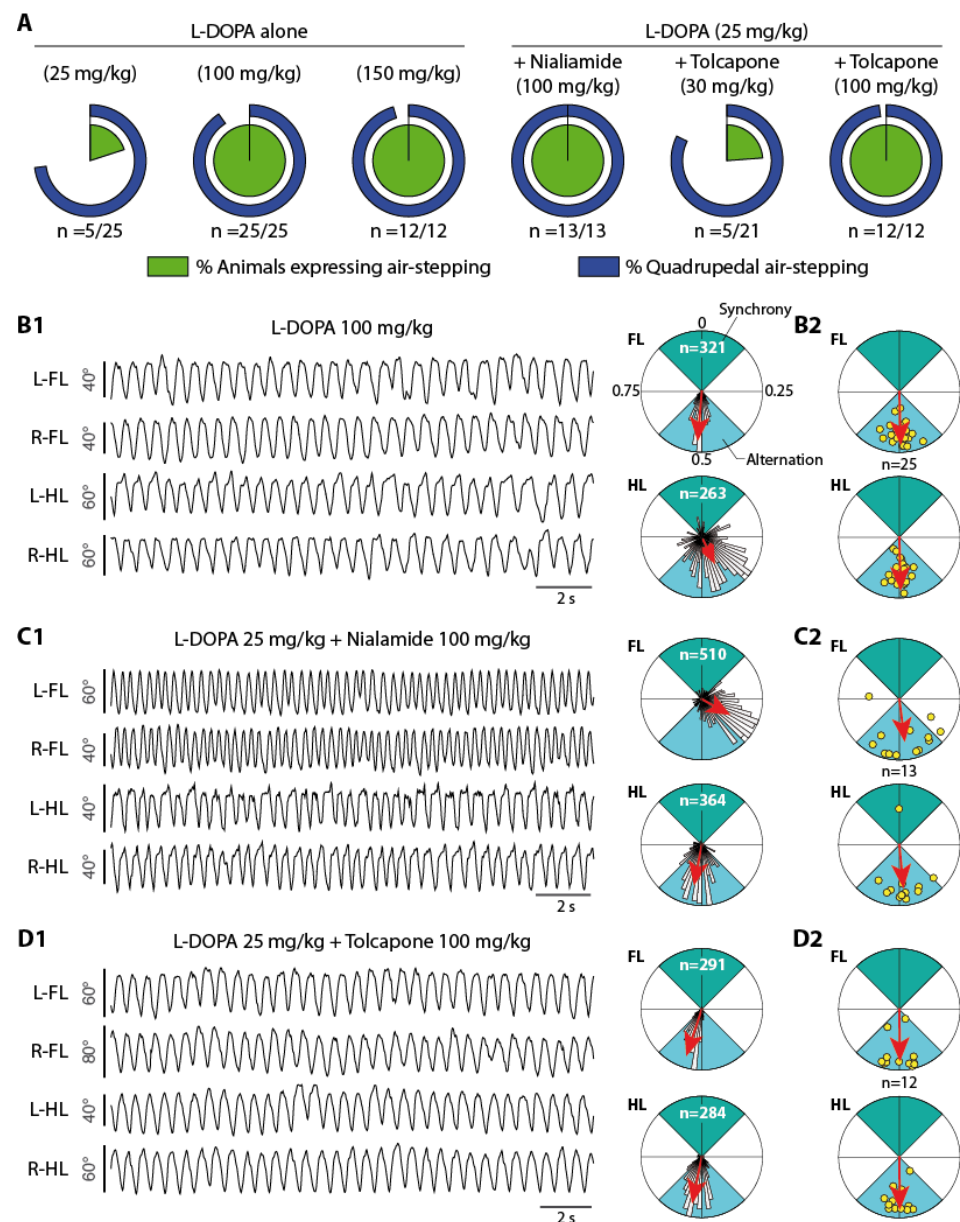 A
L-DOPA alone
L-DOPA (25 mg/kg)
(25 mg/kg)
(100 mg/kg)
(150 mg/kg)
+ Nialiamide
(100 mg/kg)
+ Tolcapone
(30 mg/kg)
+ Tolcapone
(100 mg/kg)
n =5/25
n =25/25
n =12/12
n =13/13
n =5/21
n =12/12
% Animals expressing air-stepping
% Quadrupedal air-stepping
B1
L-DOPA 100 mg/kg
L-FL 40°
R-FL 40°
L-HL 60°
R-HL 60°
2 s
FL
0
Synchrony
n=321
0.75
0.25
0.5
Alternation
HL
n=263
B2
FL
n=25
HL
C1
L-DOPA 25 mg/kg + Nialamide 100 mg/kg
L-FL 60°
R-FL 40°
L-HL 40°
R-HL 40°
2 s
FL
n=510
HL
n=364
C2
FL
n=13
HL
D1
L-DOPA 25 mg/kg + Tolcapone 100 mg/kg
L-FL 60°
R-FL 80°
L-HL 40°
R-HL 60°
2 s
FL
n=291
HL
n=284
D2
FL
n=12
HL